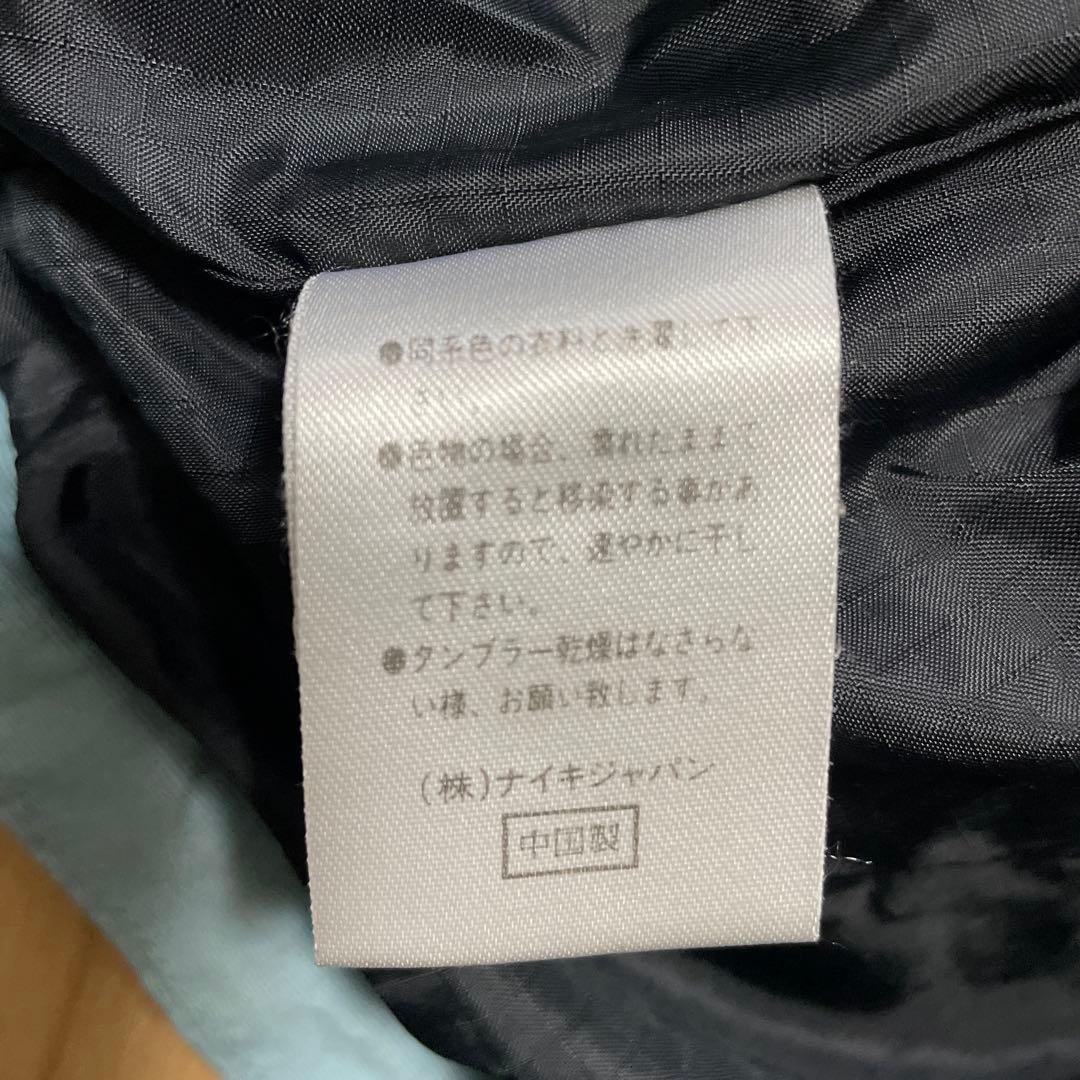 ●同系色の衣料と洗濯して下
さい。
●色物の場合、濡れたままで
放置すると移染する事があ
りますので、速やかに干し
て下さい。
●タンブラー乾燥はなさらな
い様、お願い致します。
(株)ナイキジャパン
中国製